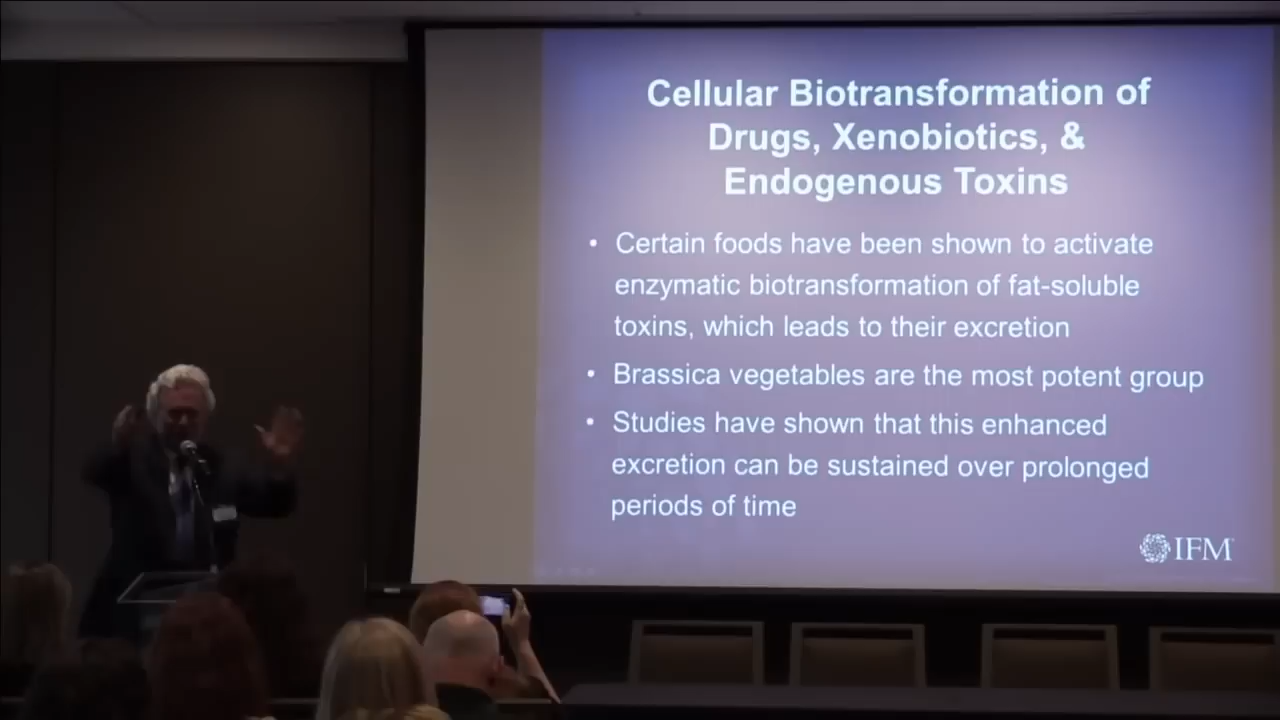 Cellular Biotransformation of
Drugs, Xenobiotics, &
Endogenous Toxins
• Certain foods have been shown to activate
enzymatic biotransformation of fat-soluble
toxins, which leads to their excretion
• Brassica vegetables are the most potent group
• Studies have shown that this enhanced
excretion can be sustained over prolonged
periods of time
IFM